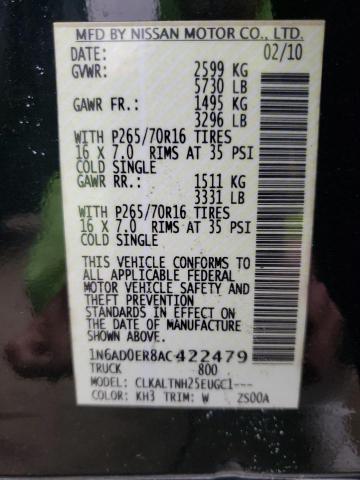 MFD BY NISSAN MOTOR CO., LTD.
DATE: 02/10
GVWR: 2599 KG
5730 LB
GAWR FR.: 1495 KG
3296 LB
WITH P265/70R16 TIRES
16 X 7.0 RIMS AT 35 PSI
COLD SINGLE
GAWR RR.: 1511 KG
3331 LB
WITH P265/70R16 TIRES
16 X 7.0 RIMS AT 35 PSI
COLD SINGLE
THIS VEHICLE CONFORMS TO
ALL APPLICABLE FEDERAL
MOTOR VEHICLE SAFETY AND
THEFT PREVENTION
STANDARDS IN EFFECT ON
THE DATE OF MANUFACTURE
SHOWN ABOVE.
1N6AD0ER8AC422479
TRUCK 800
MODEL: CLKALTNH25EUGC1---
COLOR: KH3 TRIM: W 2S00A